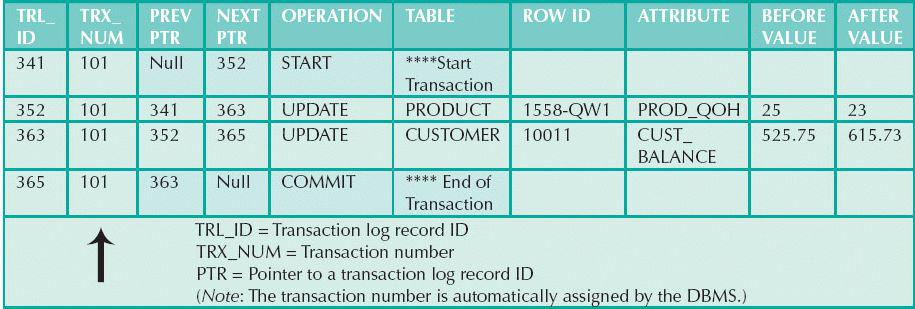 TRL_ TRX_ PREV NEXT OPERATION TABLE ROW ID ATTRIBUTE BEFORE AFTER
ID NUM PTR PTR VALUE VALUE
341 101 Null 352 START ****Start
Transaction
352 101 341 363 UPDATE PRODUCT 1558-QW1 PROD_QOH 25 23
363 101 352 365 UPDATE CUSTOMER 10011 CUST_ 525.75 615.73
BALANCE
365 101 363 Null COMMIT **** End of
Transaction
TRL_ID = Transaction log record ID
TRX_NUM = Transaction number
PTR = Pointer to a transaction log record ID
(Note: The transaction number is automatically assigned by the DBMS.)